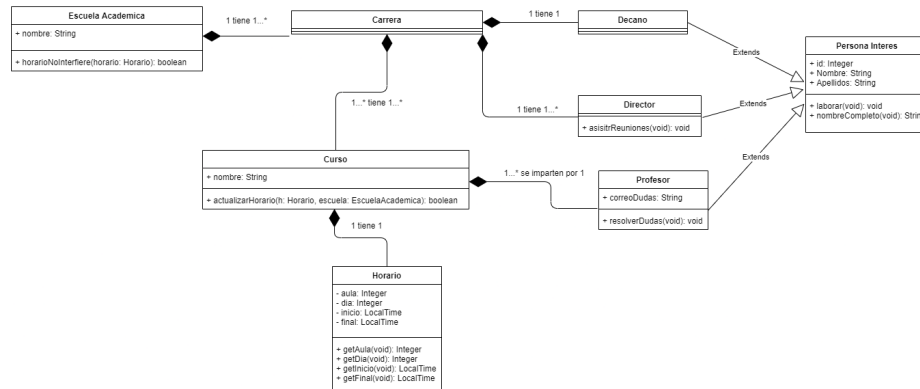 Escuela Academica
+ nombre: String
+ horarioNoInterfiere(horario: Horario): boolean
1 tiene 1...*
Carrera
1 tiene 1
Decano
Extends
Persona Interes
+ id: Integer
+ Nombre: String
+ Apellidos: String
+ laborar(void): void
+ nombreCompleto(void): Strin
1...* tiene 1...*
1 tiene 1...*
Director
+ asisitrReuniones(void): void
Extends
Extends
Curso
+ nombre: String
+ actualizarHorario(h: Horario, escuela: EscuelaAcademica): boolean
1...* se imparten por 1
Profesor
+ correoDudas: String
+ resolverDudas(void): void
1 tiene 1
Horario
- aula: Integer
- dia: Integer
- inicio: LocalTime
- final: LocalTime
+ getAula(void): Integer
+ getDia(void): Integer
+ getInicio(void): LocalTime
+ getFinal(void): LocalTime